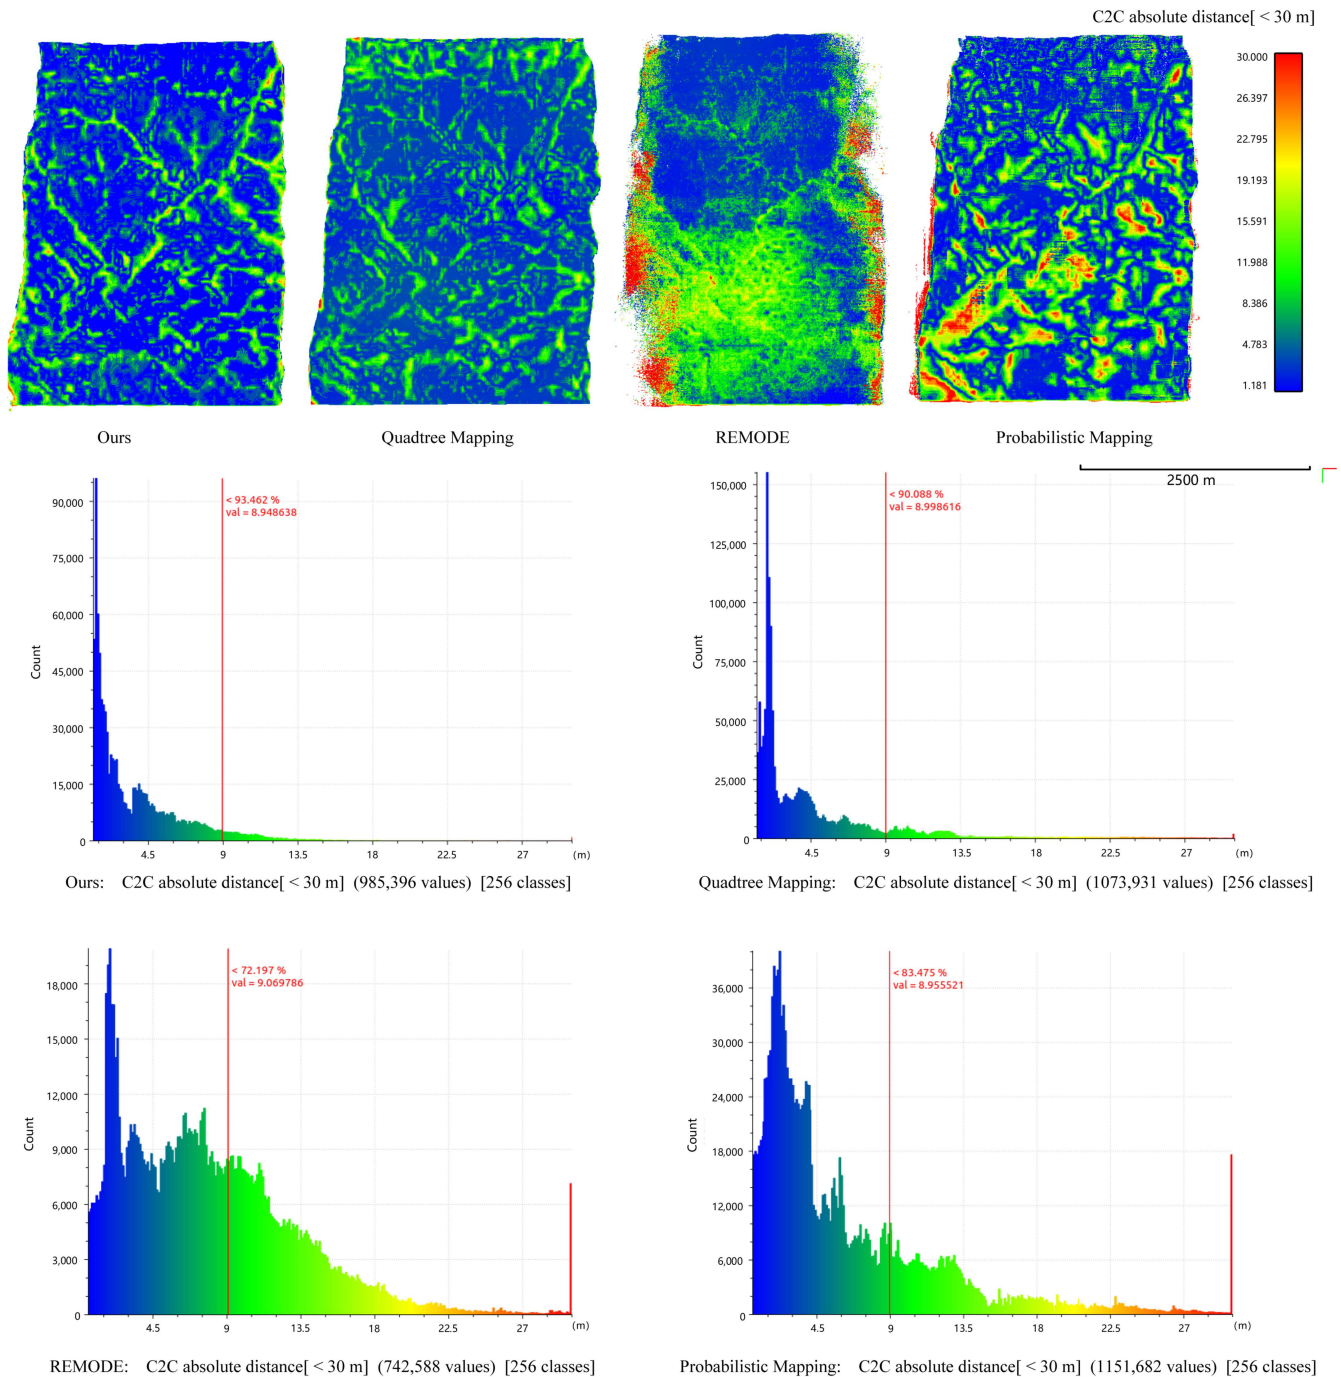 C2C absolute distance[ < 30 m]
30.000
26.397
22.795
19.193
15.591
11.988
8.386
4.783
1.181
Ours
Quadtree Mapping
REMODE
Probabilistic Mapping
2500 m
90,000
75,000
60,000
45,000
30,000
15,000
0
Count
< 93.462 %
val = 8.948638
4.5
9
13.5
18
22.5
27
(m)
Ours: C2C absolute distance[ < 30 m] (985,396 values) [256 classes]
150,000
125,000
100,000
75,000
50,000
25,000
0
Count
< 90.088 %
val = 8.998616
4.5
9
13.5
18
22.5
27
(m)
Quadtree Mapping: C2C absolute distance[ < 30 m] (1073,931 values) [256 classes]
18,000
15,000
12,000
9,000
6,000
3,000
0
Count
< 72.197 %
val = 9.069786
4.5
9
13.5
18
22.5
27
(m)
REMODE: C2C absolute distance[ < 30 m] (742,588 values) [256 classes]
36,000
30,000
24,000
18,000
12,000
6,000
0
Count
< 83.475 %
val = 8.955521
4.5
9
13.5
18
22.5
27
(m)
Probabilistic Mapping: C2C absolute distance[ < 30 m] (1151,682 values) [256 classes]